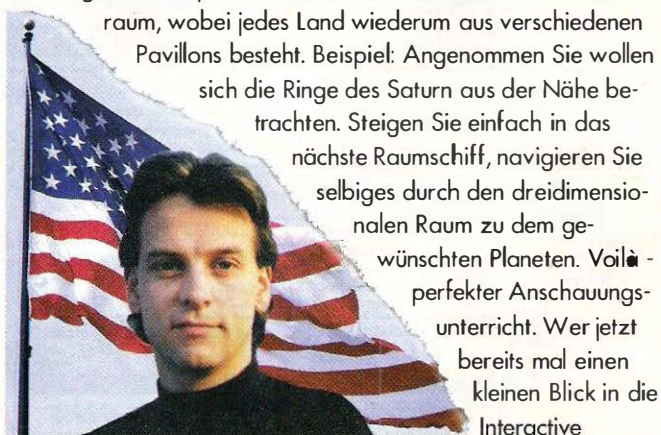 raum, wobei jedes Land wiederum aus verschiedenen
Pavillons besteht. Beispiel: Angenommen Sie wollen
sich die Ringe des Saturn aus der Nähe be-
trachten. Steigen Sie einfach in das
nächste Raumschiff, navigieren Sie
selbiges durch den dreidimensio-
nalen Raum zu dem ge-
wünschten Planeten. Voilà -
perfekter Anschauungs-
unterricht. Wer jetzt
bereits mal einen
kleinen Blick in die
Interactive